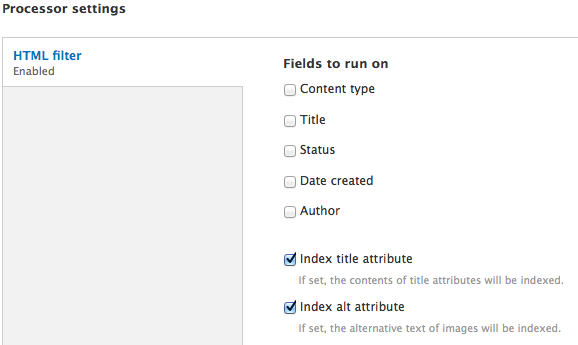 Processor settings
HTML filter
Enabled
Fields to run on
Content type
Title
Status
Date created
Author
Index title attribute
If set, the contents of title attributes will be indexed.
Index alt attribute
If set, the alternative text of images will be indexed.